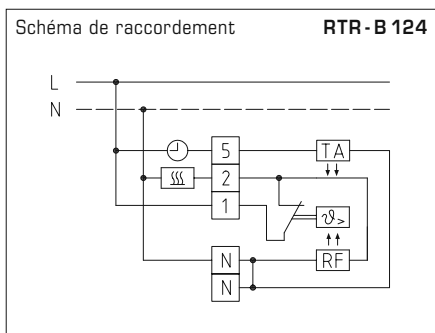 Schéma de raccordement RTR-B 124
L
N
5 TA
2
1 ϑ>
N RF
N